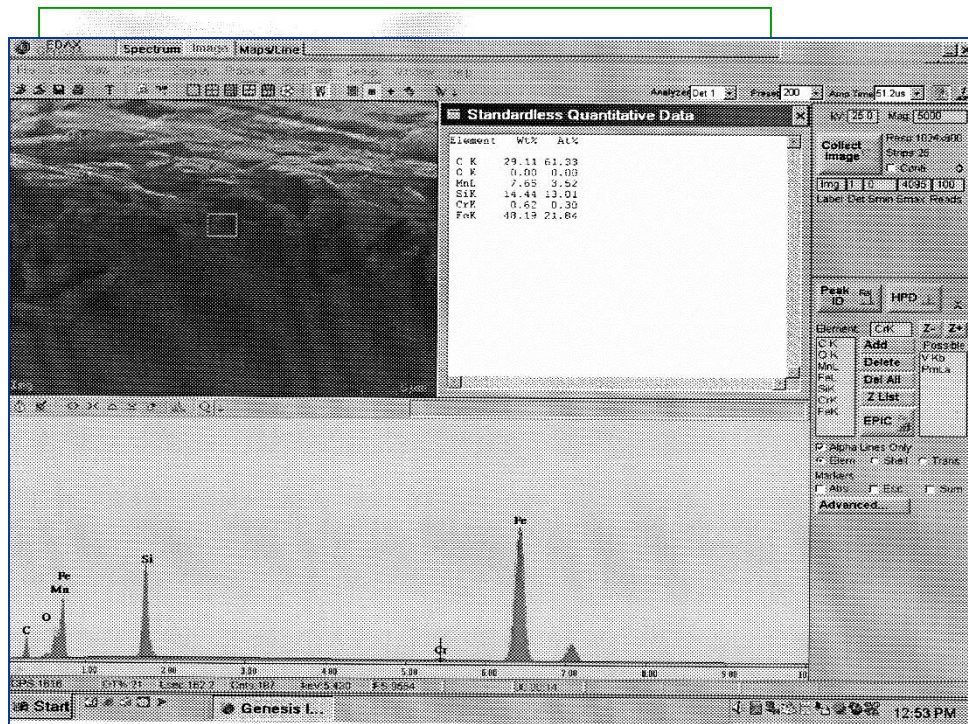 EDAX Spectrum Image Maps/Line
File Edit View
Analyzer Det 1 Preset 200 Amp Time 51.2us
Standardless Quantitative Data
Element Wt% At%
C K 29.11 61.33
O K 0.00 0.00
MnL 7.65 3.52
SiK 14.44 13.01
CrK 0.62 0.30
FeK 48.19 21.84
kV: 25.0 Mag: 5000
Collect Image
Strips 26
Img 1 0 4095 100
Label Det Smin Smax Reads
Peak ID
HPD
Element CrK Z- Z+
Add Possible
C K
O K
MnL
FeL
SiK
CrK
FeK
Delete
Del All
Z List
EPIC
V Kb
PmLa
Alpha Lines Only
Elem Shell Trans
Markers
Abs Esc Sum
Advanced...
Fe
Si
Fe
Mn
O
C
Cr
1.00 2.00 3.00 4.00 5.00 6.00 7.00 8.00 9.00 10.
Start Genesis I... 12:53 PM